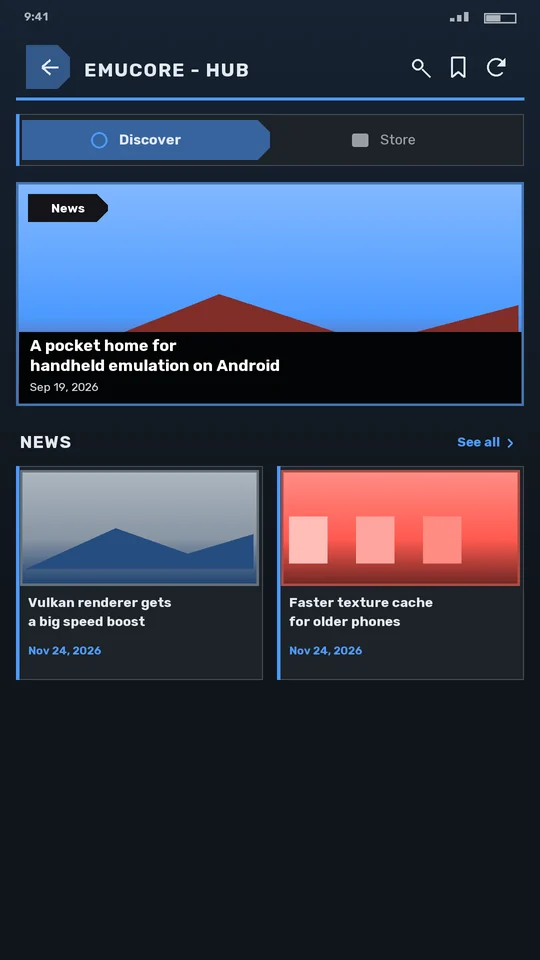 9:41
EMUCORE - HUB
Discover
Store
News
A pocket home for
handheld emulation on Android
Sep 19, 2026
NEWS
See all
Vulkan renderer gets
a big speed boost
Nov 24, 2026
Faster texture cache
for older phones
Nov 24, 2026